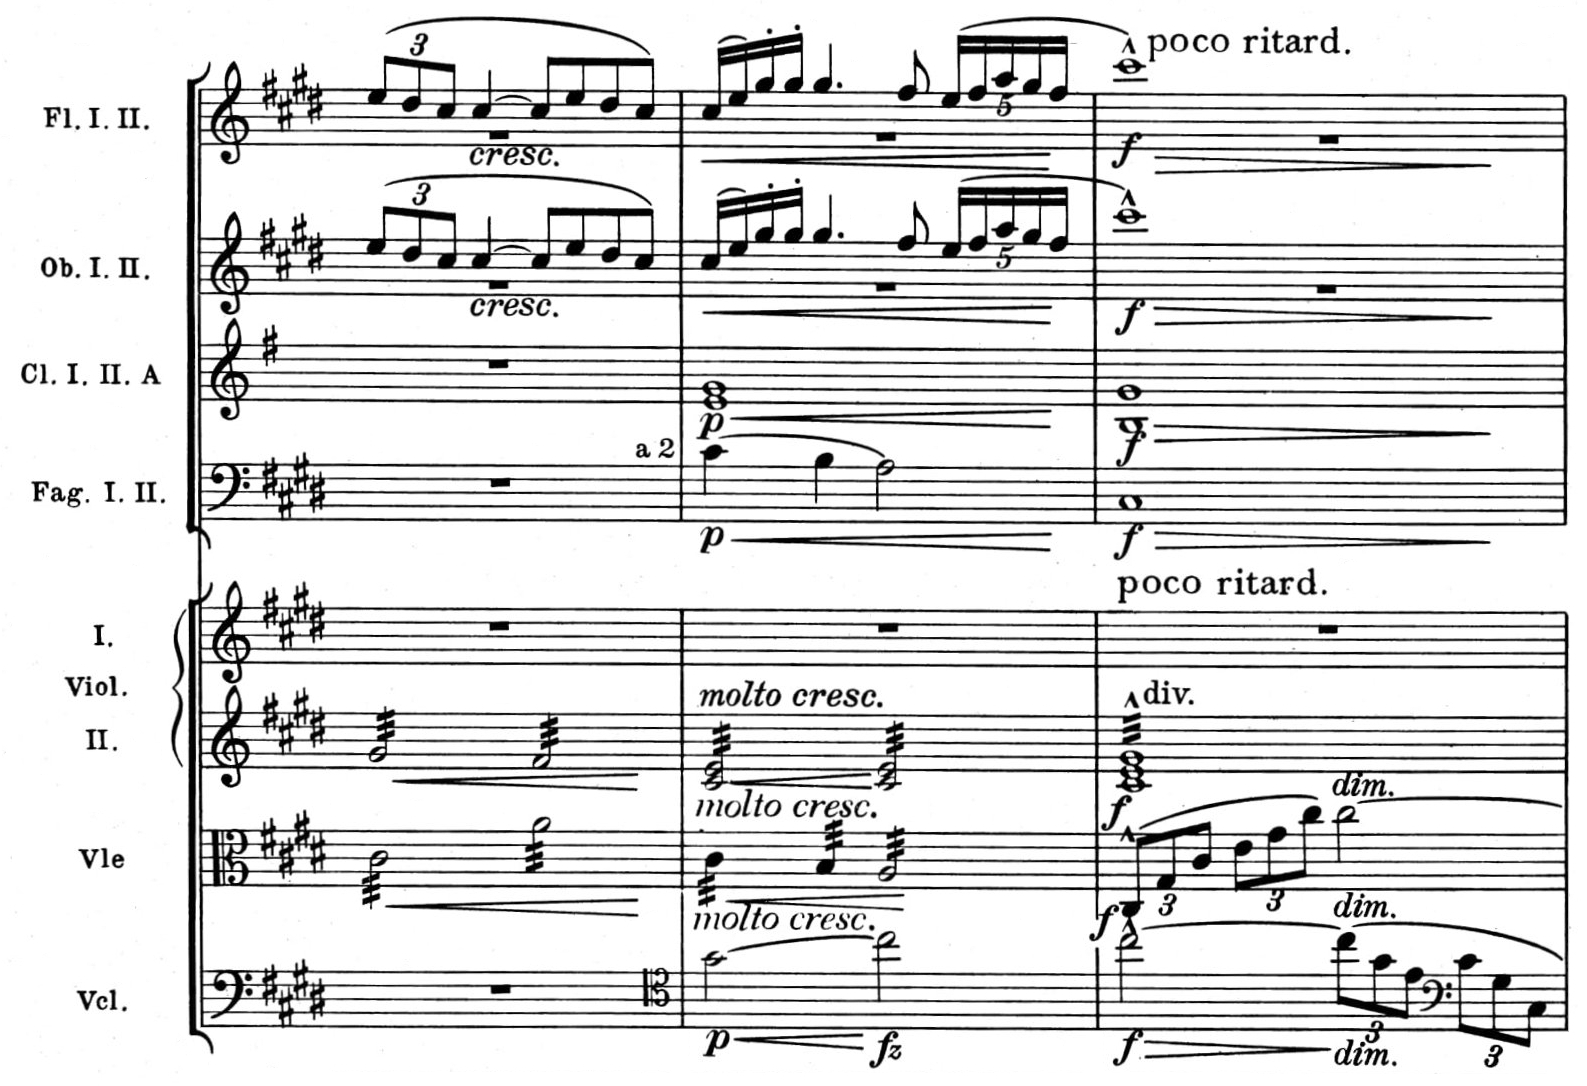 poco ritard.
Fl. I. II.
3
5
cresc.
f
Ob. I. II.
3
5
cresc.
f
Cl. I. II. A
p
f
a 2
Fag. I. II.
p
f
poco ritard.
I.
Viol.
II.
molto cresc.
div.
molto cresc.
f
dim.
Vle
3
3
molto cresc.
f
dim.
Vcl.
3
3
p
fz
f
dim.